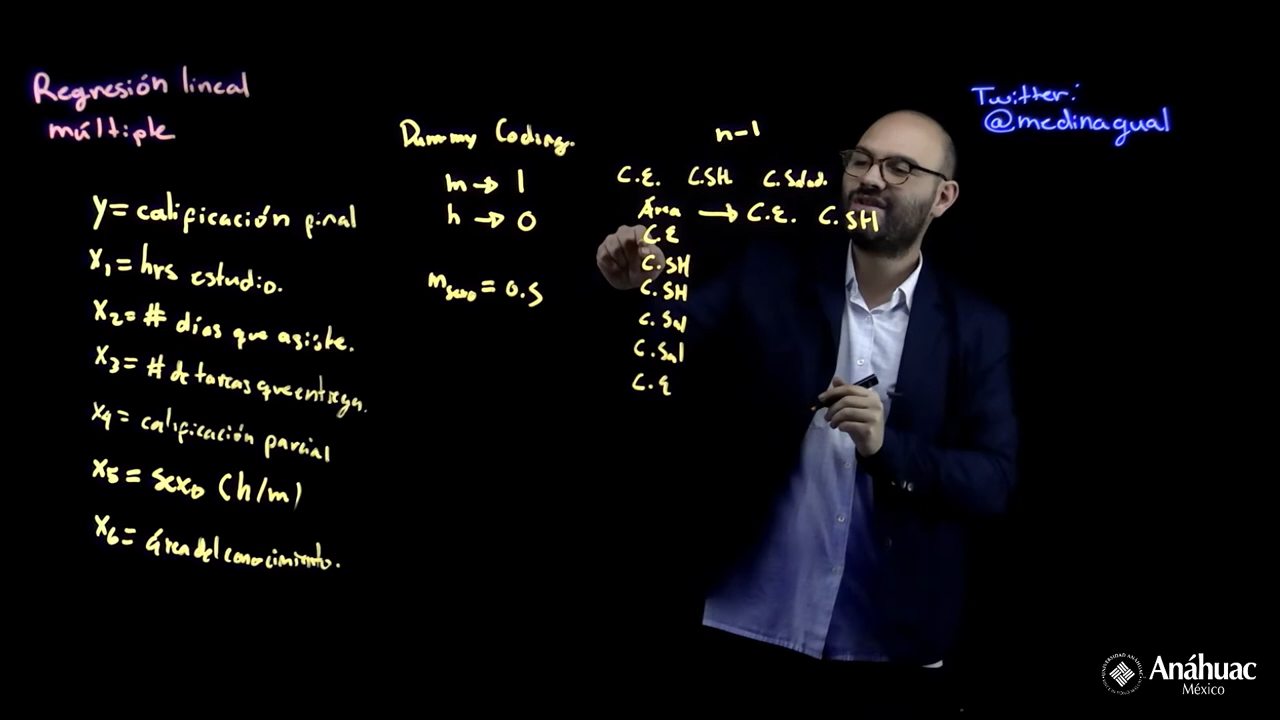 Regresión lineal
múltiple
y = calificación final
x1 = hrs estudio.
x2 = # días que asiste.
x3 = # de tareas que entrega.
x4 = calificación parcial
x5 = sexo (h/m)
x6 = área del conocimiento.
Dummy Coding.
m → 1
h → 0
m sexo = 0.5
n-1
C.E. C.SH C.Salud.
Área → C.E. C.SH
C.E
C.SH
C.SH
C.Sal
C.Sal
C.E
Twitter:
@medinagual
Anáhuac
México